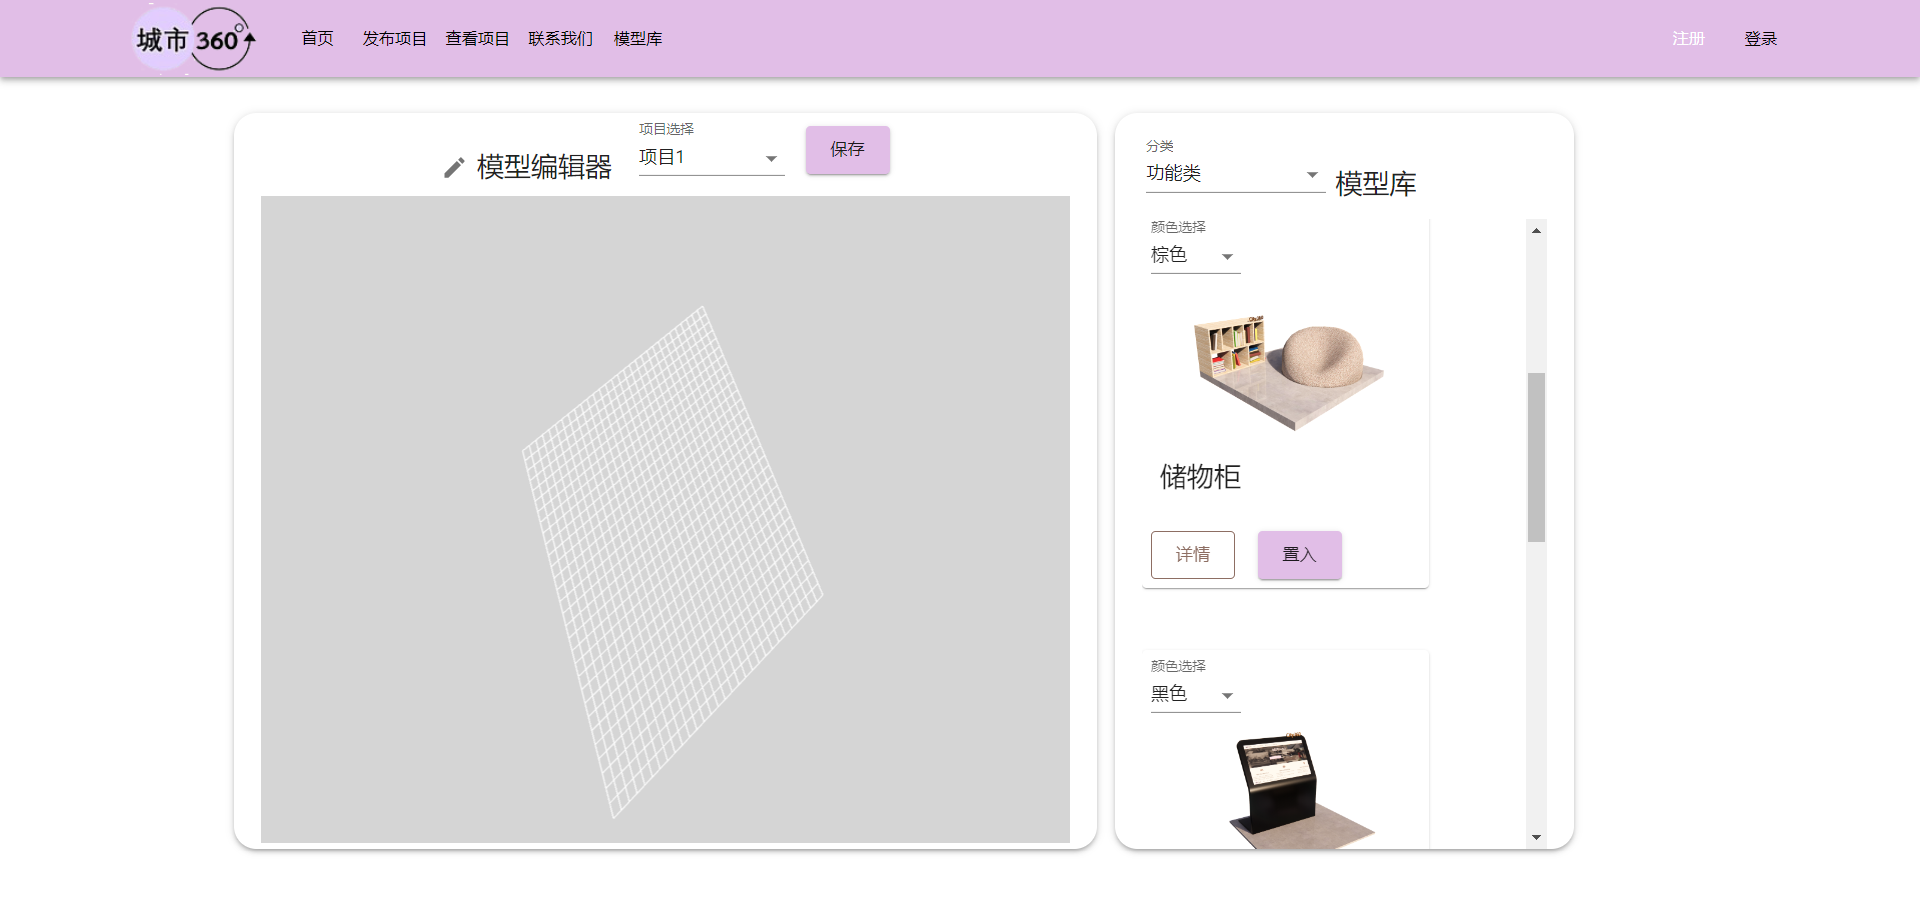 城市 360°
首页 发布项目 查看项目 联系我们 模型库 注册 登录
模型编辑器
项目选择
项目1
保存
分类
功能类
模型库
颜色选择
棕色
储物柜
详情 置入
颜色选择
黑色